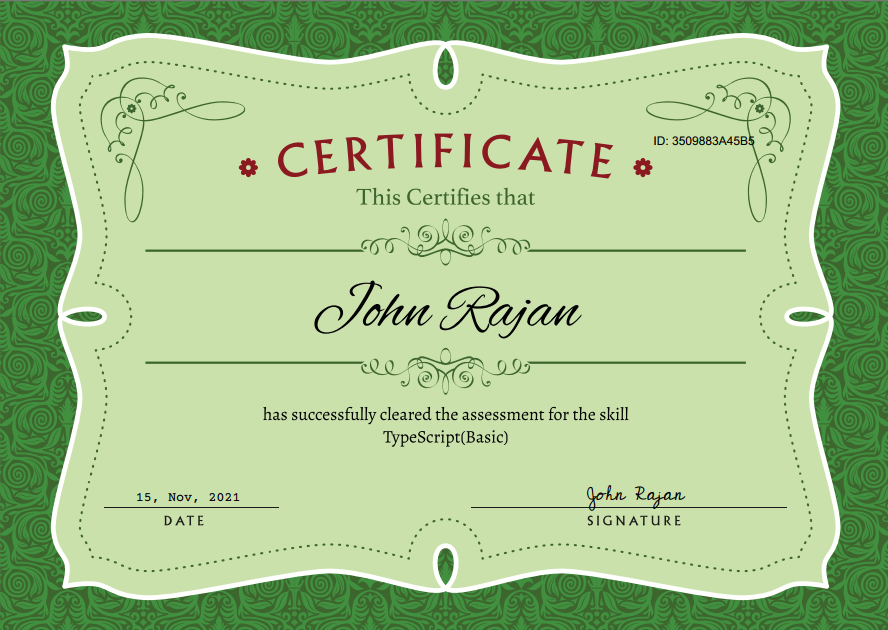 CERTIFICATE
ID: 3509883A45B5
This Certifies that
John Rajan
has successfully cleared the assessment for the skill
TypeScript(Basic)
15, Nov, 2021
John Rajan
DATE
SIGNATURE